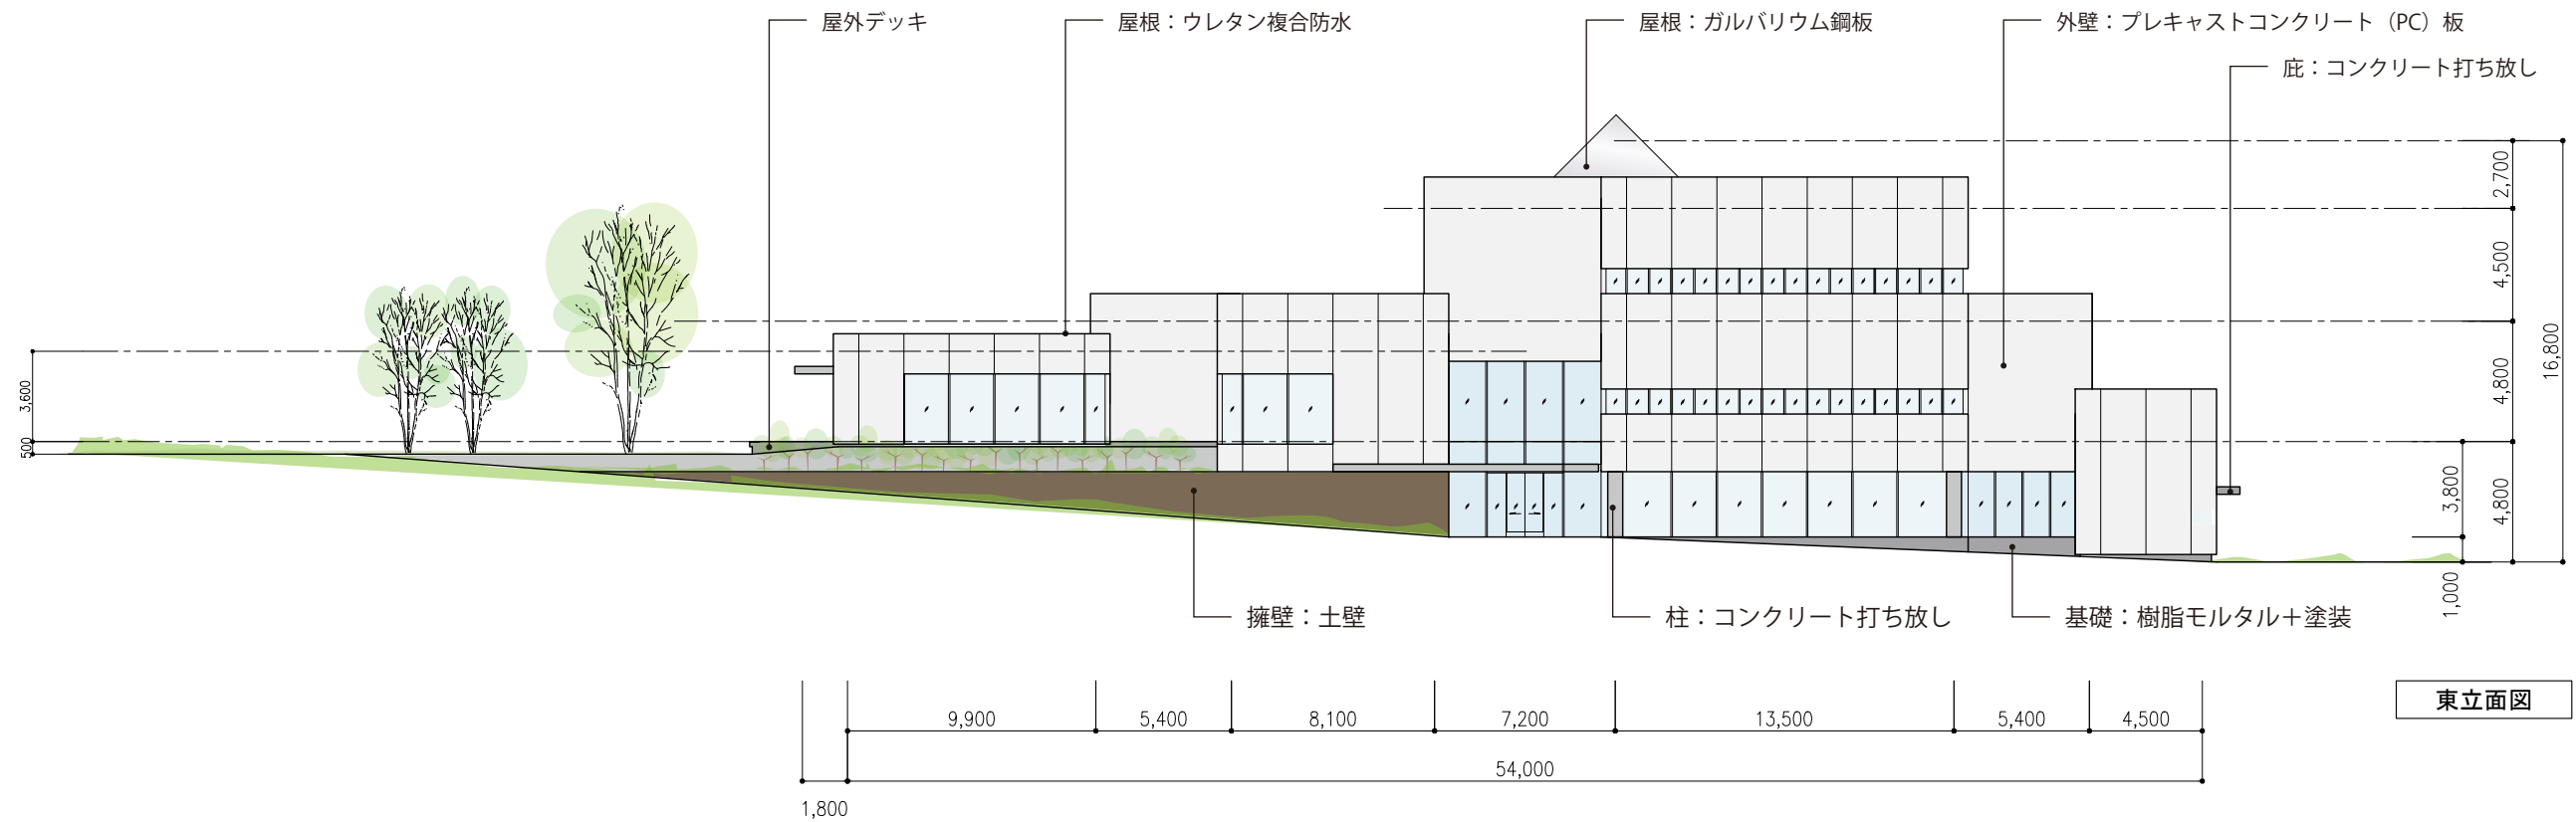 屋外デッキ
屋根：ウレタン複合防水
屋根：ガルバリウム鋼板
外壁：プレキャストコンクリート（PC）板
庇：コンクリート打ち放し
2,700
4,500
4,800
16,800
3,600
500
3,800
4,800
1,000
擁壁：土壁
柱：コンクリート打ち放し
基礎：樹脂モルタル＋塗装
東立面図
9,900
5,400
8,100
7,200
13,500
5,400
4,500
54,000
1,800